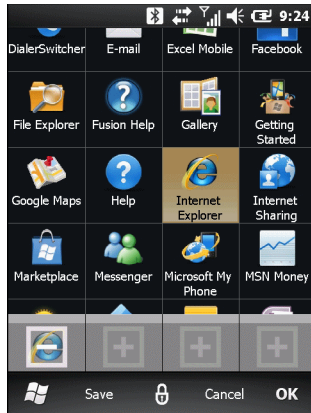 9:24
DialerSwitcher E-mail Excel Mobile Facebook
File Explorer Fusion Help Gallery Getting
Started
Google Maps Help Internet Internet
Explorer Sharing
Marketplace Messenger Microsoft My MSN Money
Phone
Save Cancel OK